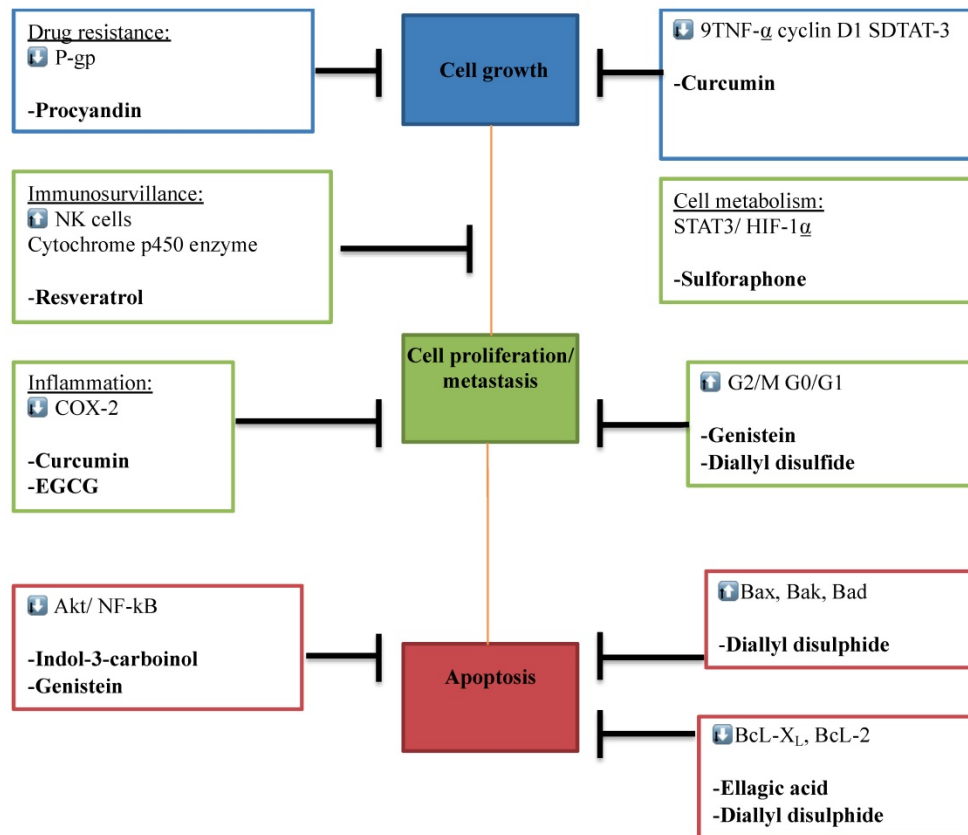 Drug resistance:
⬇ P-gp
-Procyandin
Cell growth
⬇ 9TNF-α cyclin D1 SDTAT-3
-Curcumin
Immunosurvillance:
⬆ NK cells
Cytochrome p450 enzyme
-Resveratrol
Cell metabolism:
STAT3/ HIF-1α
-Sulforaphone
Cell proliferation/
metastasis
Inflammation:
⬇ COX-2
-Curcumin
-EGCG
⬆ G2/M G0/G1
-Genistein
-Diallyl disulfide
⬇ Akt/ NF-kB
-Indol-3-carboinol
-Genistein
Apoptosis
⬆Bax, Bak, Bad
-Diallyl disulphide
⬇BcL-X<sub>L</sub>, BcL-2
-Ellagic acid
-Diallyl disulphide